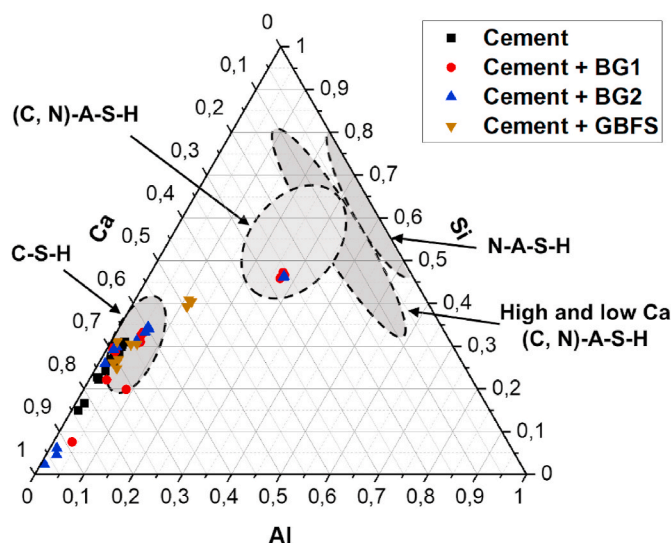 Cement
Cement + BG1
Cement + BG2
Cement + GBFS
(C, N)-A-S-H
C-S-H
N-A-S-H
High and low Ca
(C, N)-A-S-H
Ca
0
0,1
0,2
0,3
0,4
0,5
0,6
0,7
0,8
0,9
1
Si
1
0,9
0,8
0,7
0,6
0,5
0,4
0,3
0,2
0,1
0
0
0,1
0,2
0,3
0,4
0,5
0,6
0,7
0,8
0,9
1
Al